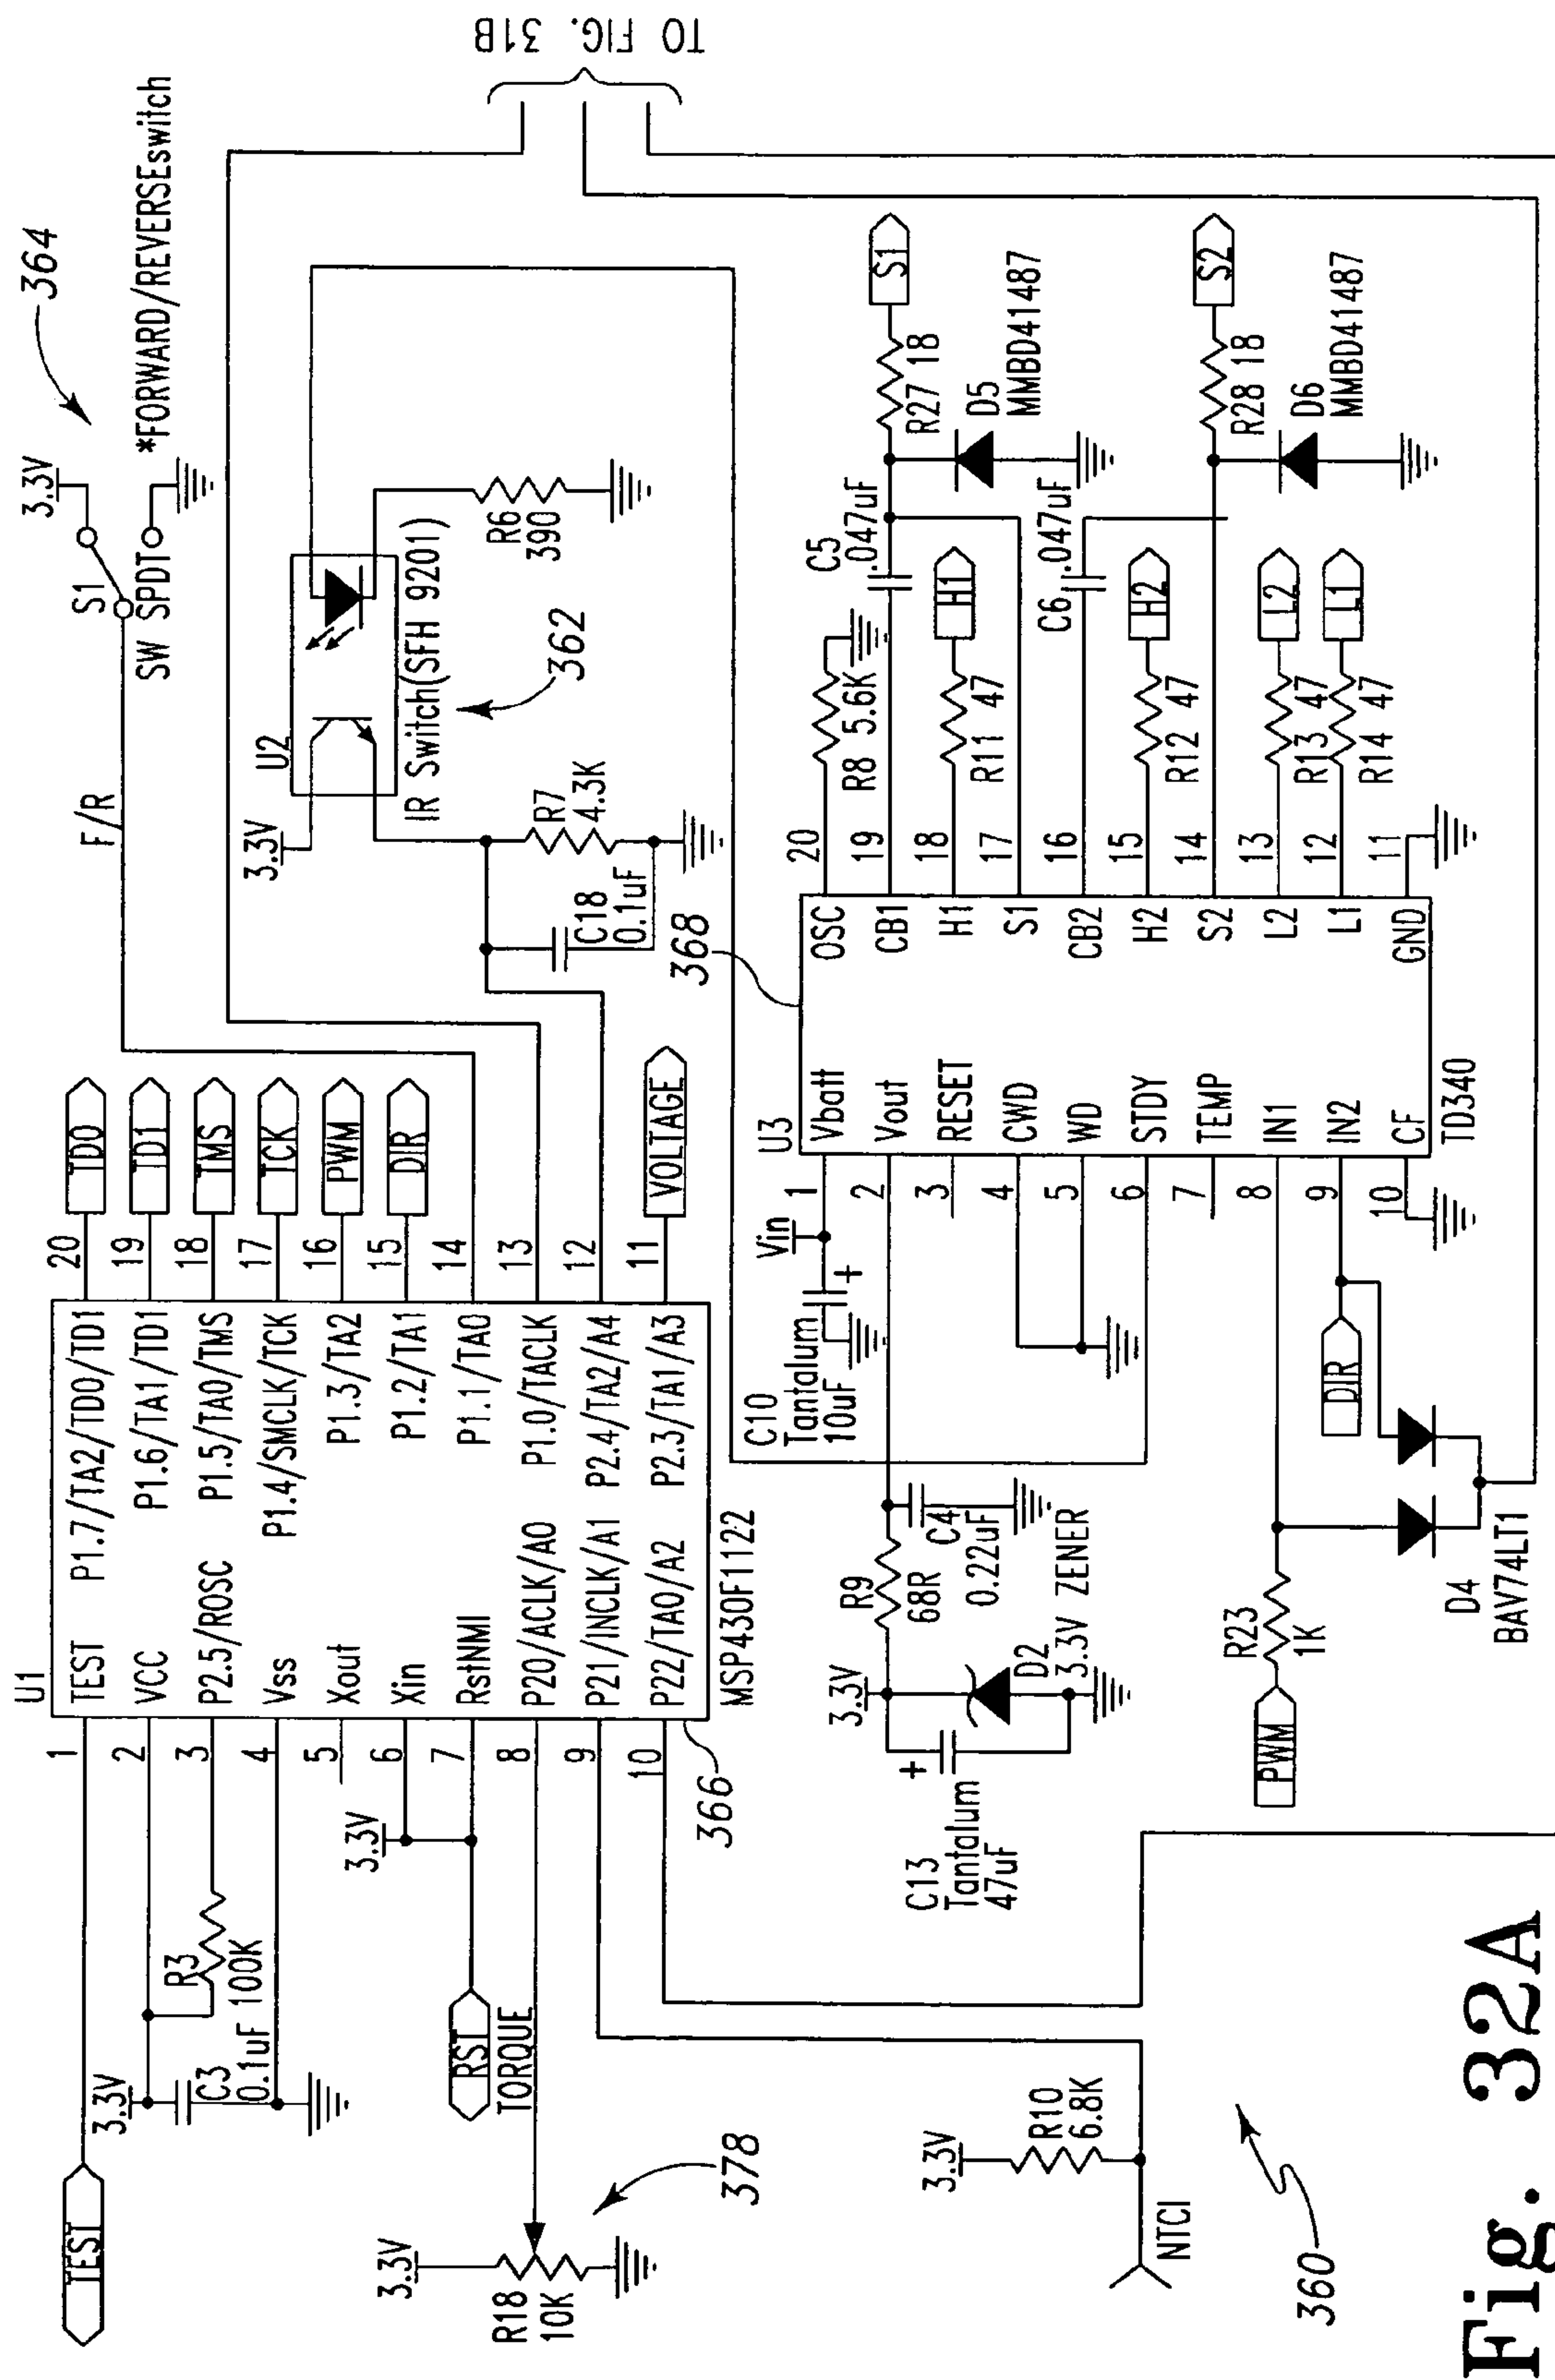 TO FIG. 31B
364
3.3V
*FORWARD/REVERSEswitch
S1
SW SPDT
F/R
U2
3.3V
IR Switch(SFH 9201)
362
R6
390
R7
4.3K
C18
0.1uF
U1
TEST
1
TEST
P1.7/TA2/TD0/TD1
20
TD0
3.3V
2
VCC
P1.6/TA1/TD1
19
TD1
R3
100K
3
P2.5/ROSC
P1.5/TA0/TMS
18
TMS
C3
0.1uF
4
Vss
P1.4/SMCLK/TCK
17
TCK
5
Xout
P1.3/TA2
16
PWM
3.3V
6
Xin
P1.2/TA1
15
DIR
RST
7
RstNMI
P1.1/TA0
14
TORQUE
8
P20/ACLK/A0
P1.0/TACLK
13
9
P21/INCLK/A1
P2.4/TA2/A4
12
10
P22/TA0/A2
P2.3/TA1/A3
11
VOLTAGE
MSP430F1122
366
3.3V
R18
10K
378
3.3V
R10
6.8K
NTCI
360
368
U3
Vin
C10
Tantalum
10uF
+
1
Vbatt
OSC
20
R8 5.6K
2
Vout
CB1
19
C5
.047uF
R27 18
S1
3
RESET
H1
18
R11 47
H1
D5
MMBD41487
4
CWD
S1
17
5
WD
CB2
16
C6
.047uF
6
STDY
H2
15
R12 47
H2
7
TEMP
S2
14
R28 18
S2
8
IN1
L2
13
R13 47
L2
D6
MMBD41487
9
IN2
L1
12
R14 47
L1
10
CF
GND
11
TD340
3.3V
R9
68R
C4
0.22uF
D2
3.3V ZENER
+
C13
Tantalum
47uF
PWM
R23
1K
DIR
D4
BAV74LT1
Fig. 32A